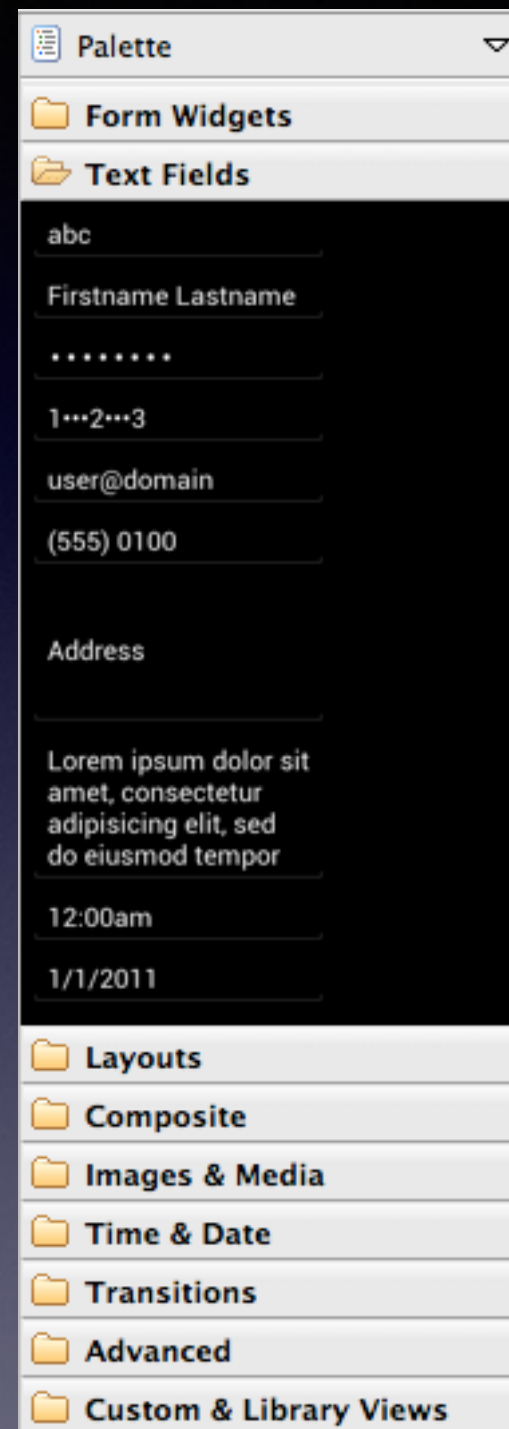 Palette
Form Widgets
Text Fields
abc
Firstname Lastname
••••••••
1•••2•••3
user@domain
(555) 0100
Address
Lorem ipsum dolor sit
amet, consectetur
adipisicing elit, sed
do eiusmod tempor
12:00am
1/1/2011
Layouts
Composite
Images & Media
Time & Date
Transitions
Advanced
Custom & Library Views